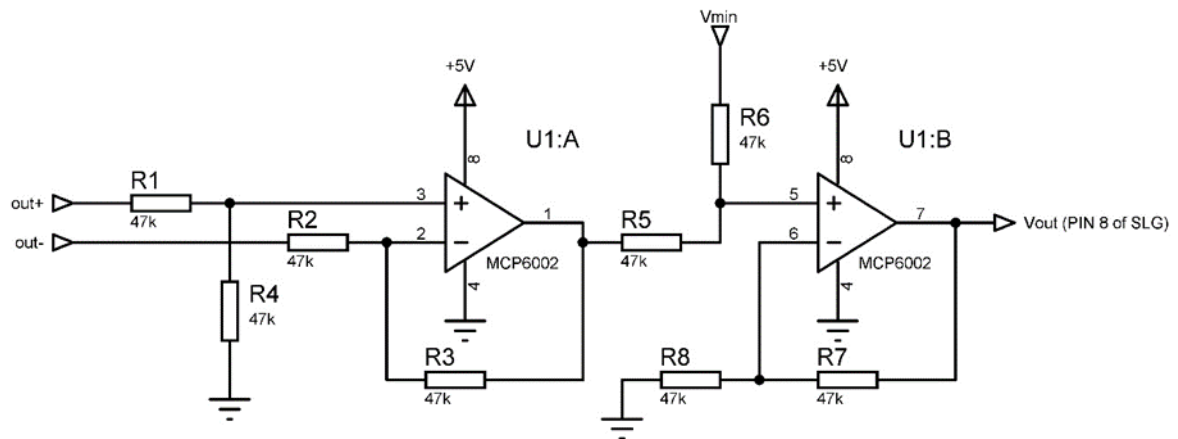 Vmin
+5V
+5V
R6
47k
U1:A
U1:B
8
8
R1
47k
out+
3
+
5
+
R2
47k
out-
2
−
1
R5
47k
6
−
7
Vout (PIN 8 of SLG)
MCP6002
MCP6002
4
4
R4
47k
R3
47k
R8
47k
R7
47k